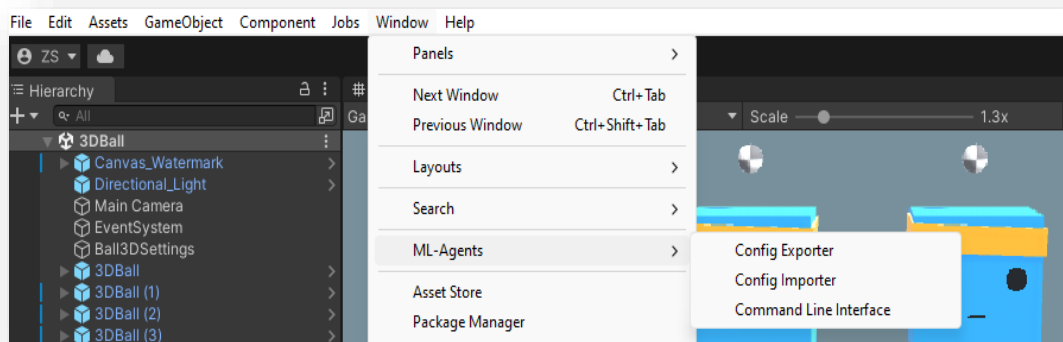 File Edit Assets GameObject Component Jobs Window Help
ZS
Hierarchy
All
3DBall
Canvas_Watermark
Directional_Light
Main Camera
EventSystem
Ball3DSettings
3DBall
3DBall (1)
3DBall (2)
3DBall (3)
Panels
Next Window Ctrl+Tab
Previous Window Ctrl+Shift+Tab
Layouts
Search
ML-Agents
Asset Store
Package Manager
Config Exporter
Config Importer
Command Line Interface
Ga
Scale 1.3x